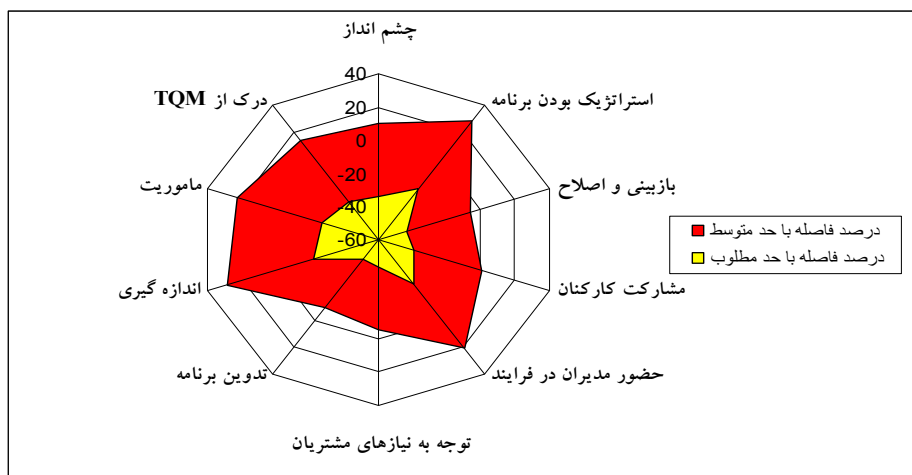 چشم انداز
استراتژیک بودن برنامه
بازبینی و اصلاح
مشارکت کارکنان
حضور مدیران در فرایند
توجه به نیازهای مشتریان
تدوین برنامه
اندازه گیری
ماموریت
درک از TQM
40
20
0
-20
-40
-60
درصد فاصله با حد متوسط
درصد فاصله با حد مطلوب